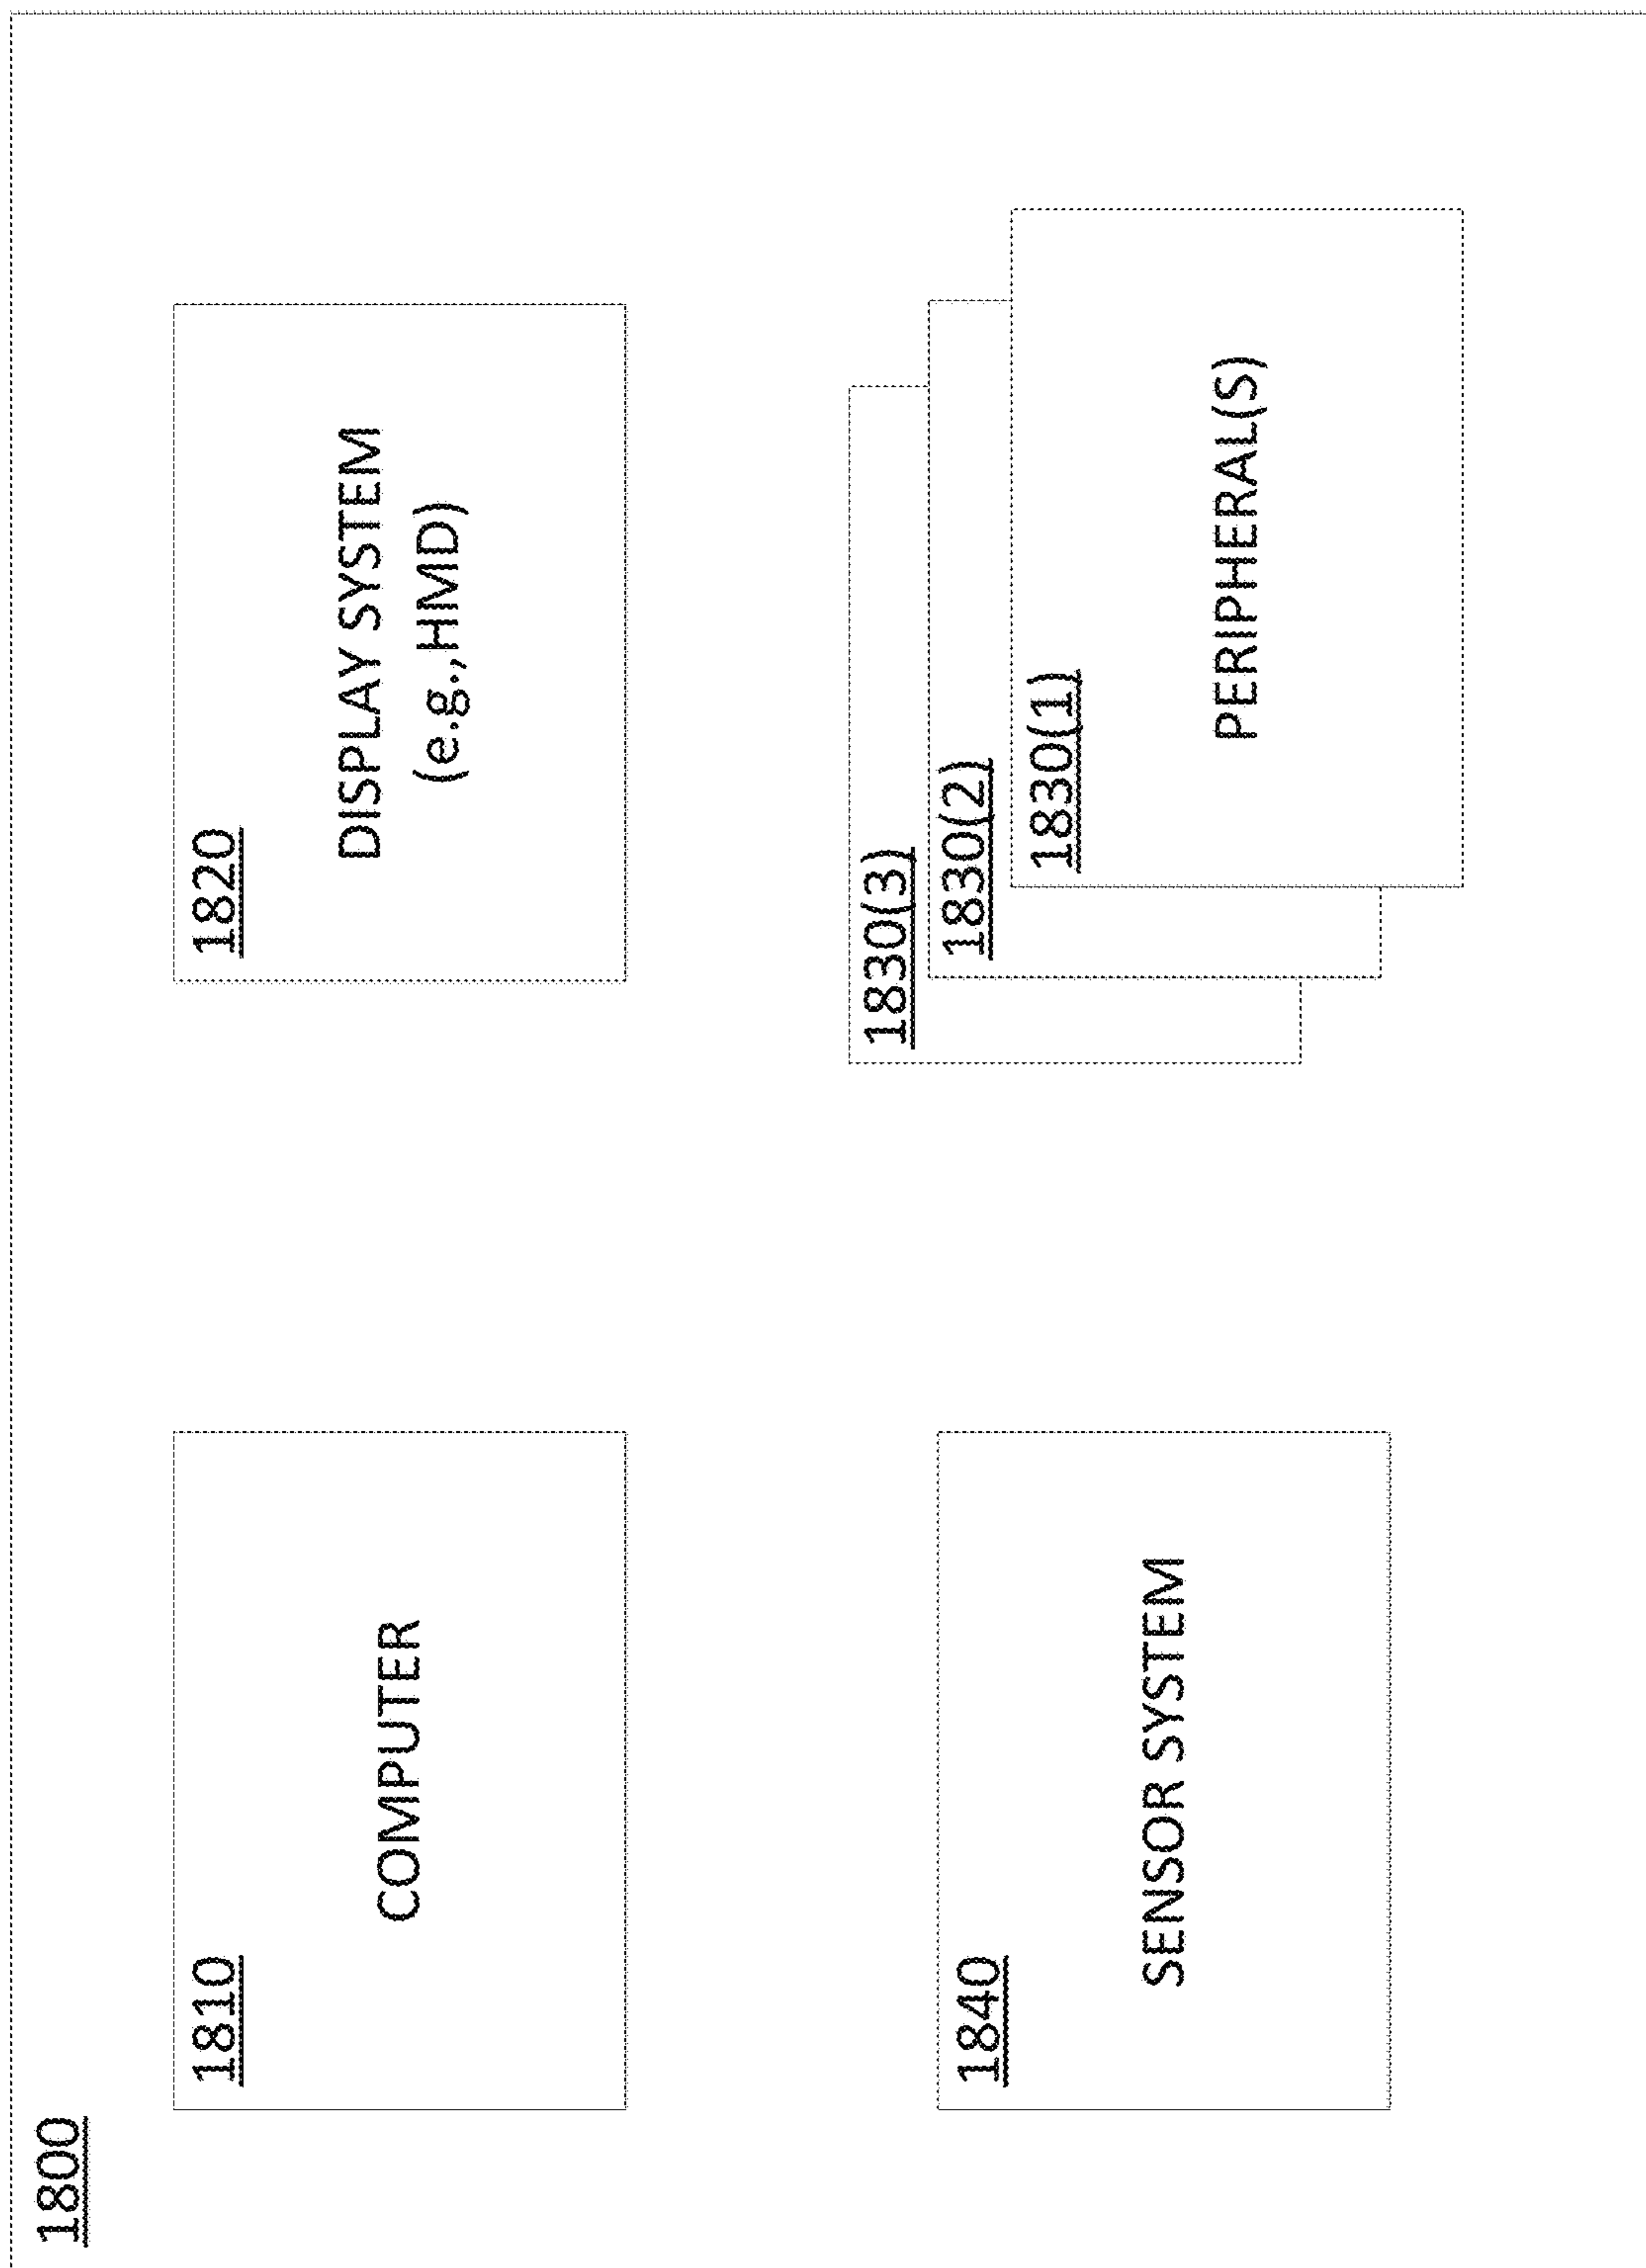 1800
1810
COMPUTER
1820
DISPLAY SYSTEM
(e.g.,HMD)
1840
SENSOR SYSTEM
1830(3)
1830(2)
1830(1)
PERIPHERAL(S)